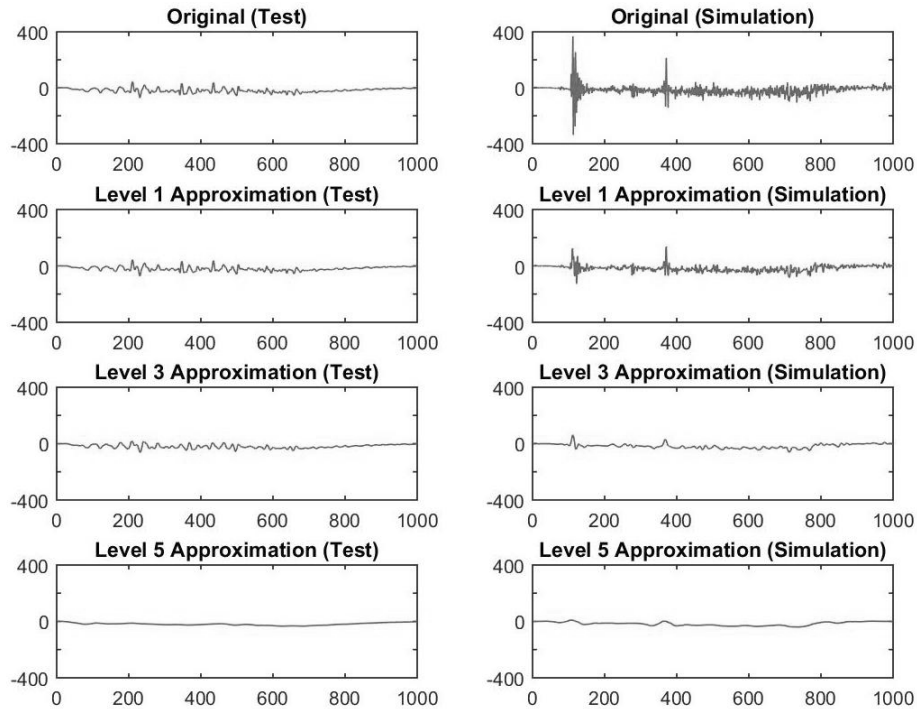 Original (Test)
400
0
-400
0 200 400 600 800 1000
Original (Simulation)
400
0
-400
0 200 400 600 800 1000
Level 1 Approximation (Test)
400
0
-400
0 200 400 600 800 1000
Level 1 Approximation (Simulation)
400
0
-400
0 200 400 600 800 1000
Level 3 Approximation (Test)
400
0
-400
0 200 400 600 800 1000
Level 3 Approximation (Simulation)
400
0
-400
0 200 400 600 800 1000
Level 5 Approximation (Test)
400
0
-400
0 200 400 600 800 1000
Level 5 Approximation (Simulation)
400
0
-400
0 200 400 600 800 1000